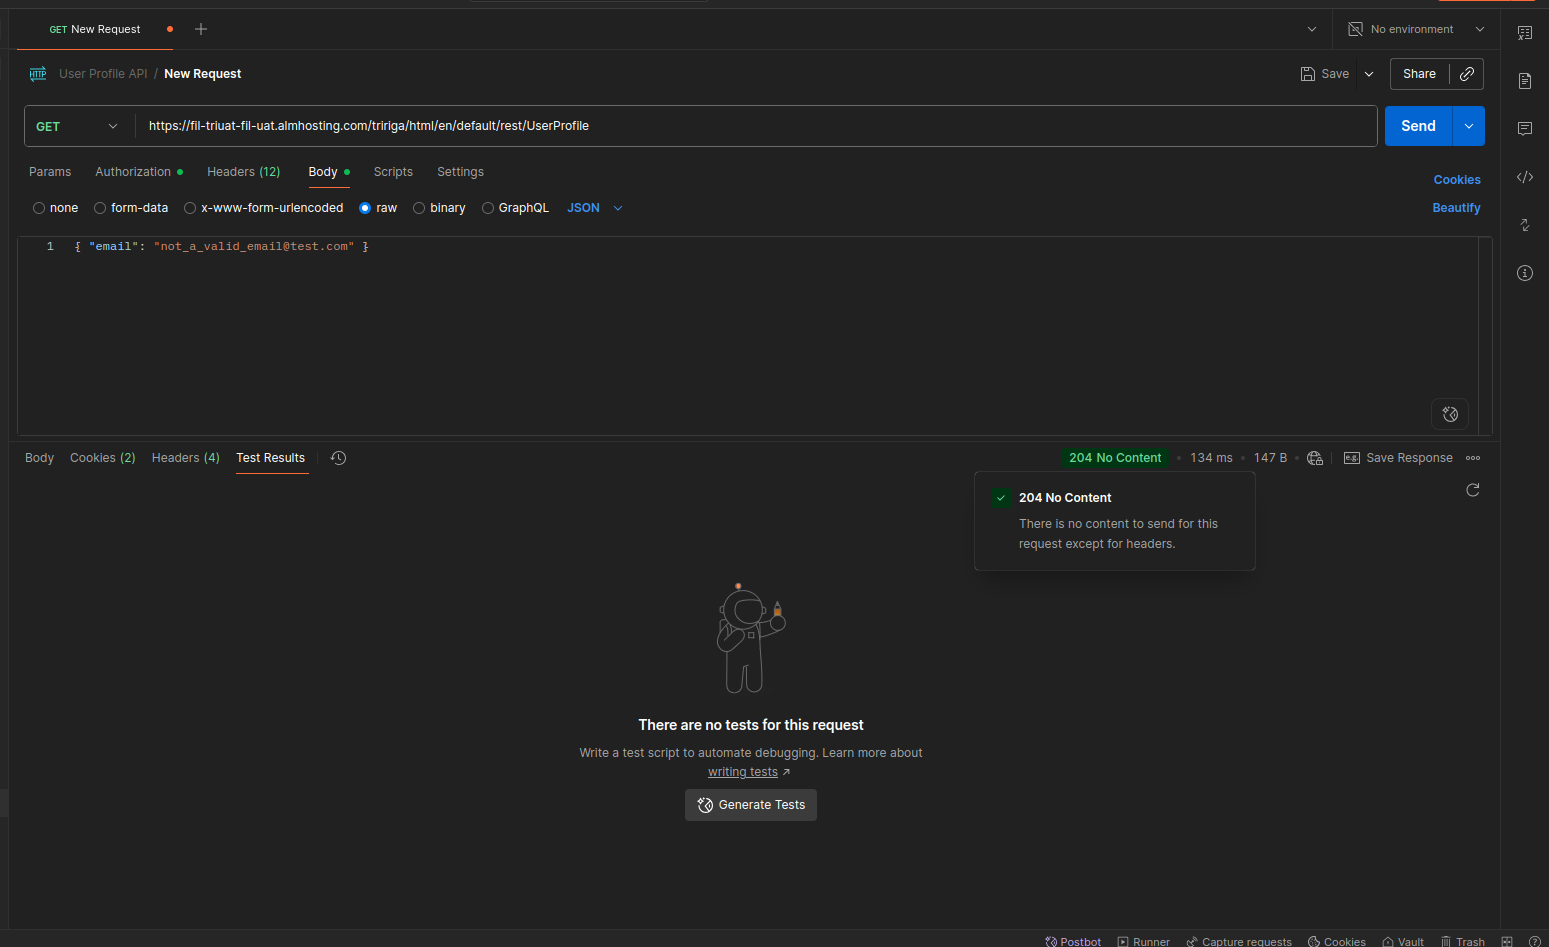 GET New Request
No environment
HTTP User Profile API / New Request
Save
Share
GET https://fil-triuat-fil-uat.almhosting.com/tririga/html/en/default/rest/UserProfile
Send
Params Authorization Headers (12) Body Scripts Settings
Cookies
none form-data x-www-form-urlencoded raw binary GraphQL JSON
Beautify
1 { "email": "not_a_valid_email@test.com" }
Body Cookies (2) Headers (4) Test Results
204 No Content • 134 ms • 147 B • e.g. Save Response
204 No Content
There is no content to send for this
request except for headers.
There are no tests for this request
Write a test script to automate debugging. Learn more about
writing tests ↗
Generate Tests
Postbot Runner Capture requests Cookies Vault Trash